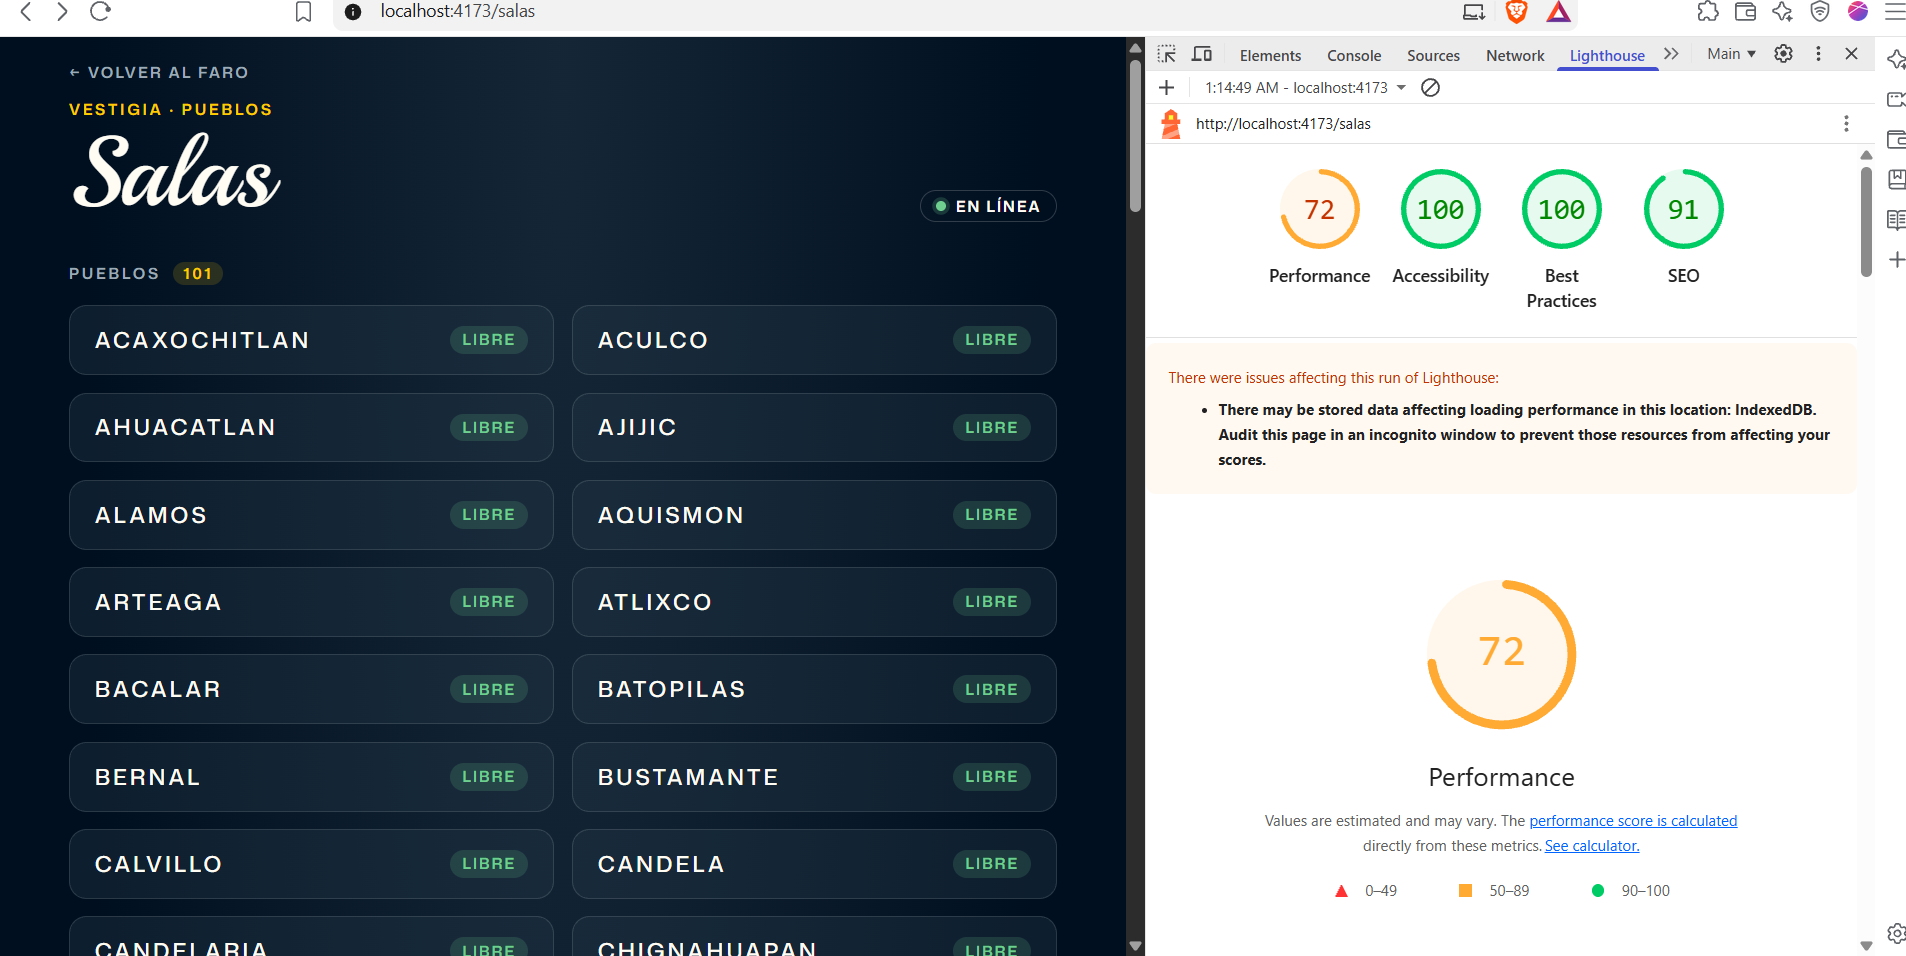 localhost:4173/salas
← VOLVER AL FARO
VESTIGIA · PUEBLOS
Salas
EN LÍNEA
PUEBLOS 101
ACAXOCHITLAN LIBRE
ACULCO LIBRE
AHUACATLAN LIBRE
AJIJIC LIBRE
ALAMOS LIBRE
AQUISMON LIBRE
ARTEAGA LIBRE
ATLIXCO LIBRE
BACALAR LIBRE
BATOPILAS LIBRE
BERNAL LIBRE
BUSTAMANTE LIBRE
CALVILLO LIBRE
CANDELA LIBRE
CANDELARIA LIBRE
CHIGNAHUAPAN LIBRE
Elements Console Sources Network Lighthouse Main
1:14:49 AM - localhost:4173
http://localhost:4173/salas
72 100 100 91
Performance Accessibility Best Practices SEO
There were issues affecting this run of Lighthouse:
• There may be stored data affecting loading performance in this location: IndexedDB.
Audit this page in an incognito window to prevent those resources from affecting your
scores.
72
Performance
Values are estimated and may vary. The performance score is calculated
directly from these metrics. See calculator.
0–49 50–89 90–100